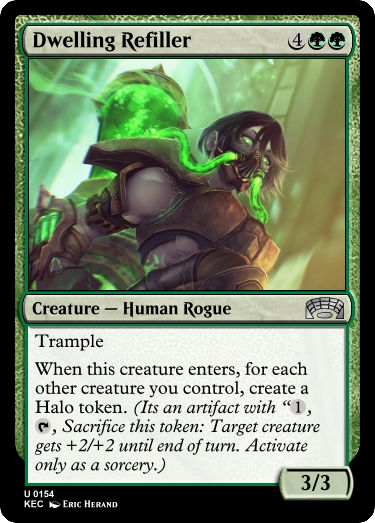 Dwelling Refiller 4
Creature — Human Rogue
Trample
When this creature enters, for each
other creature you control, create a
Halo token. (Its an artifact with “1,
, Sacrifice this token: Target creature
gets +2/+2 until end of turn. Activate
only as a sorcery.)
3/3
U 0154
KEC Eric Herand